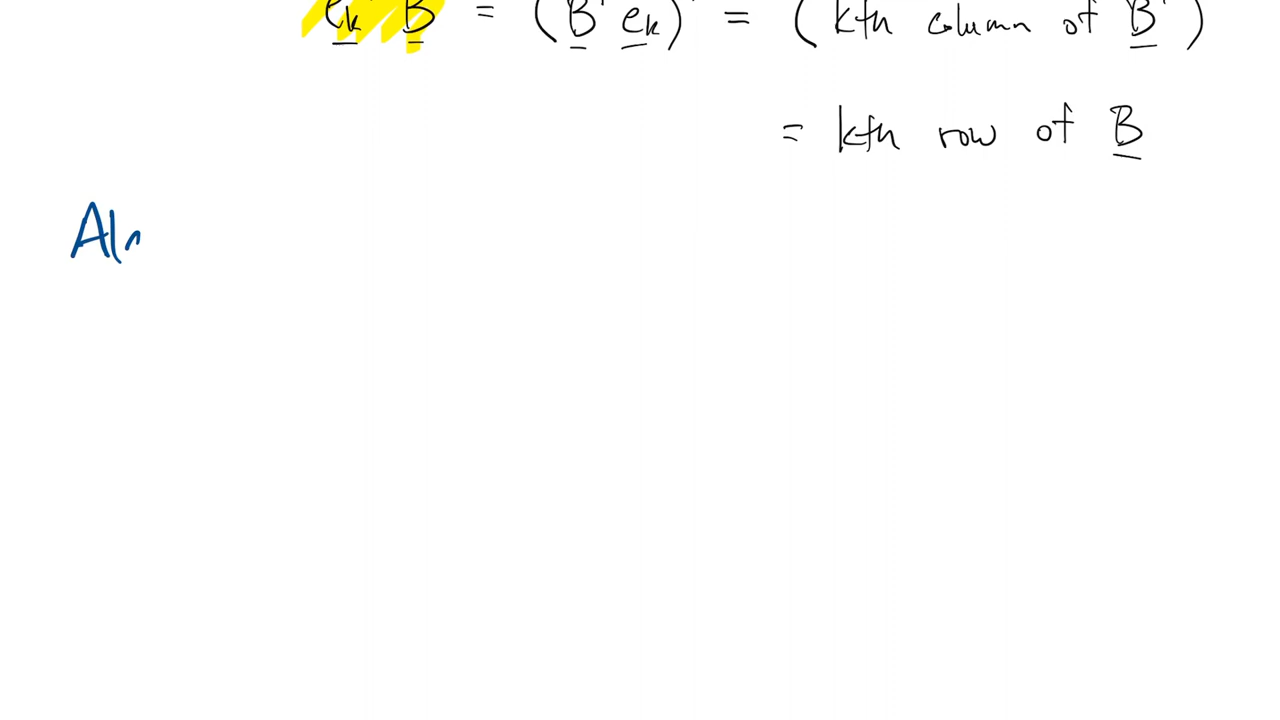 e_k' B = (B' e_k)' = (kth column of B')
= kth row of B
Al